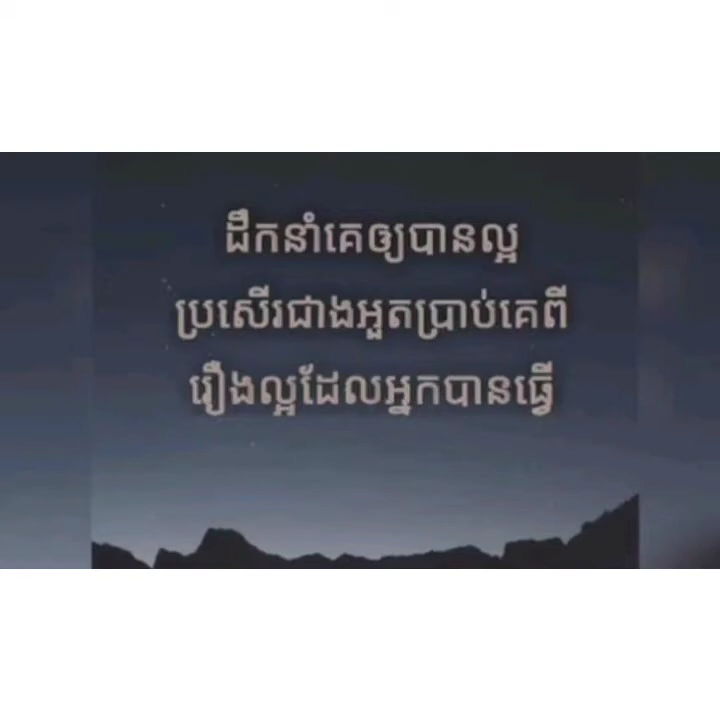 ដឹកនាំគេឲ្យបានល្អ
ប្រសើរជាងអួតប្រាប់គេពី
រឿងល្អដែលអ្នកបានធ្វើ